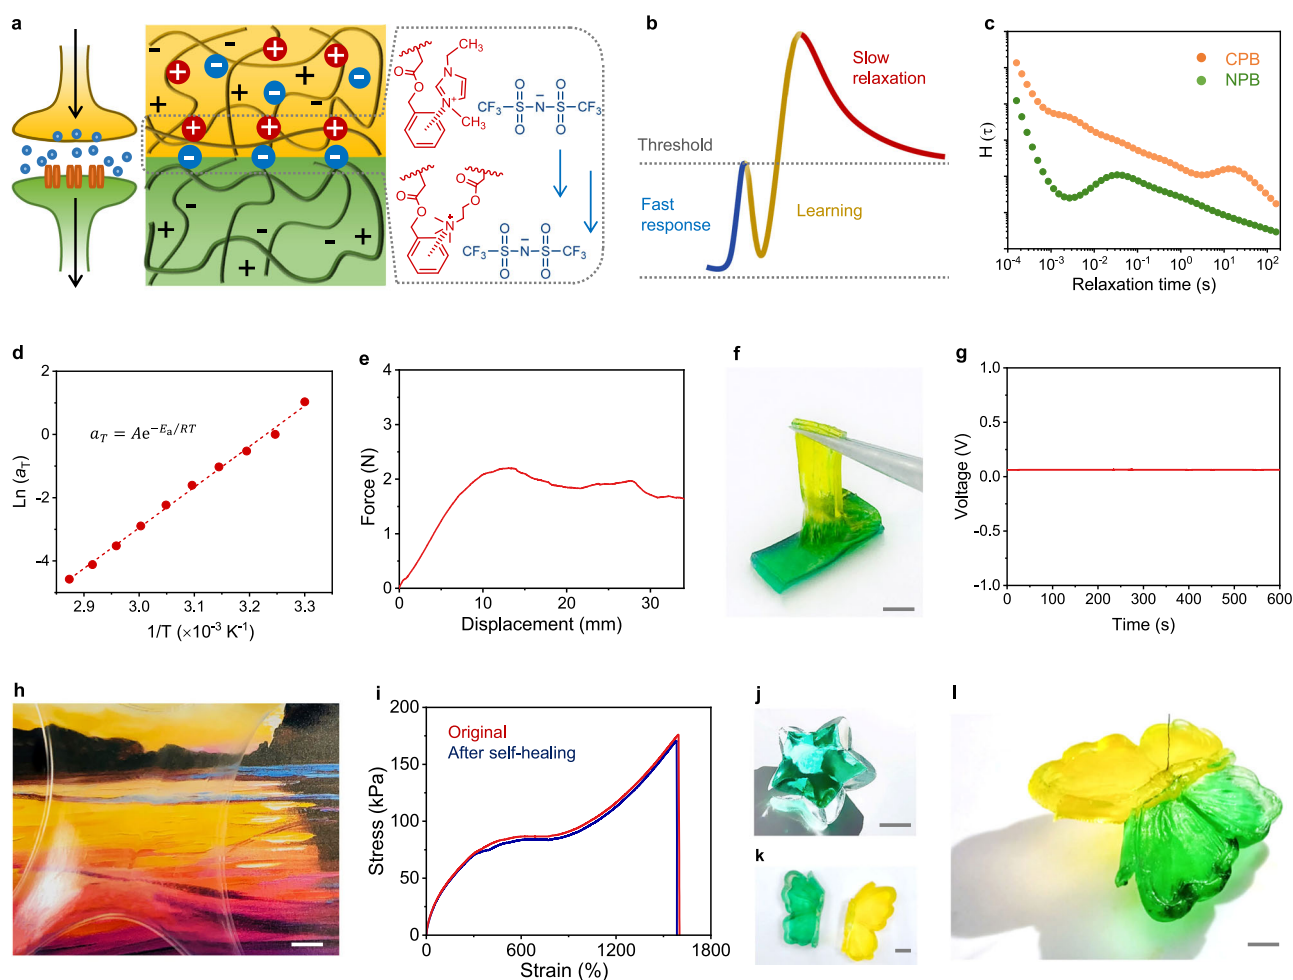 a
b
c
CH₃
N
N⁺
CH₃
O
O
CF₃
S
N
S
CF₃
O
O
O
O
−
O
O
O
O
N
+
CF₃
S
N
S
CF₃
O
O
O
O
−
Slow
relaxation
Threshold
Fast
response
Learning
CPB
NPB
H (τ)
10⁻⁴
10⁻³
10⁻²
10⁻¹
10⁰
10¹
10²
Relaxation time (s)
d
2
0
-2
-4
Ln (a_T)
a_T = Ae^(−E_a/RT)
2.9
3.0
3.1
3.2
3.3
1/T (×10⁻³ K⁻¹)
e
4
3
2
1
0
Force (N)
0
10
20
30
Displacement (mm)
f
g
1.0
0.5
0.0
-0.5
-1.0
Voltage (V)
0
100
200
300
400
500
600
Time (s)
h
i
200
150
100
50
0
Stress (kPa)
Original
After self-healing
0
600
1200
1800
Strain (%)
j
k
l